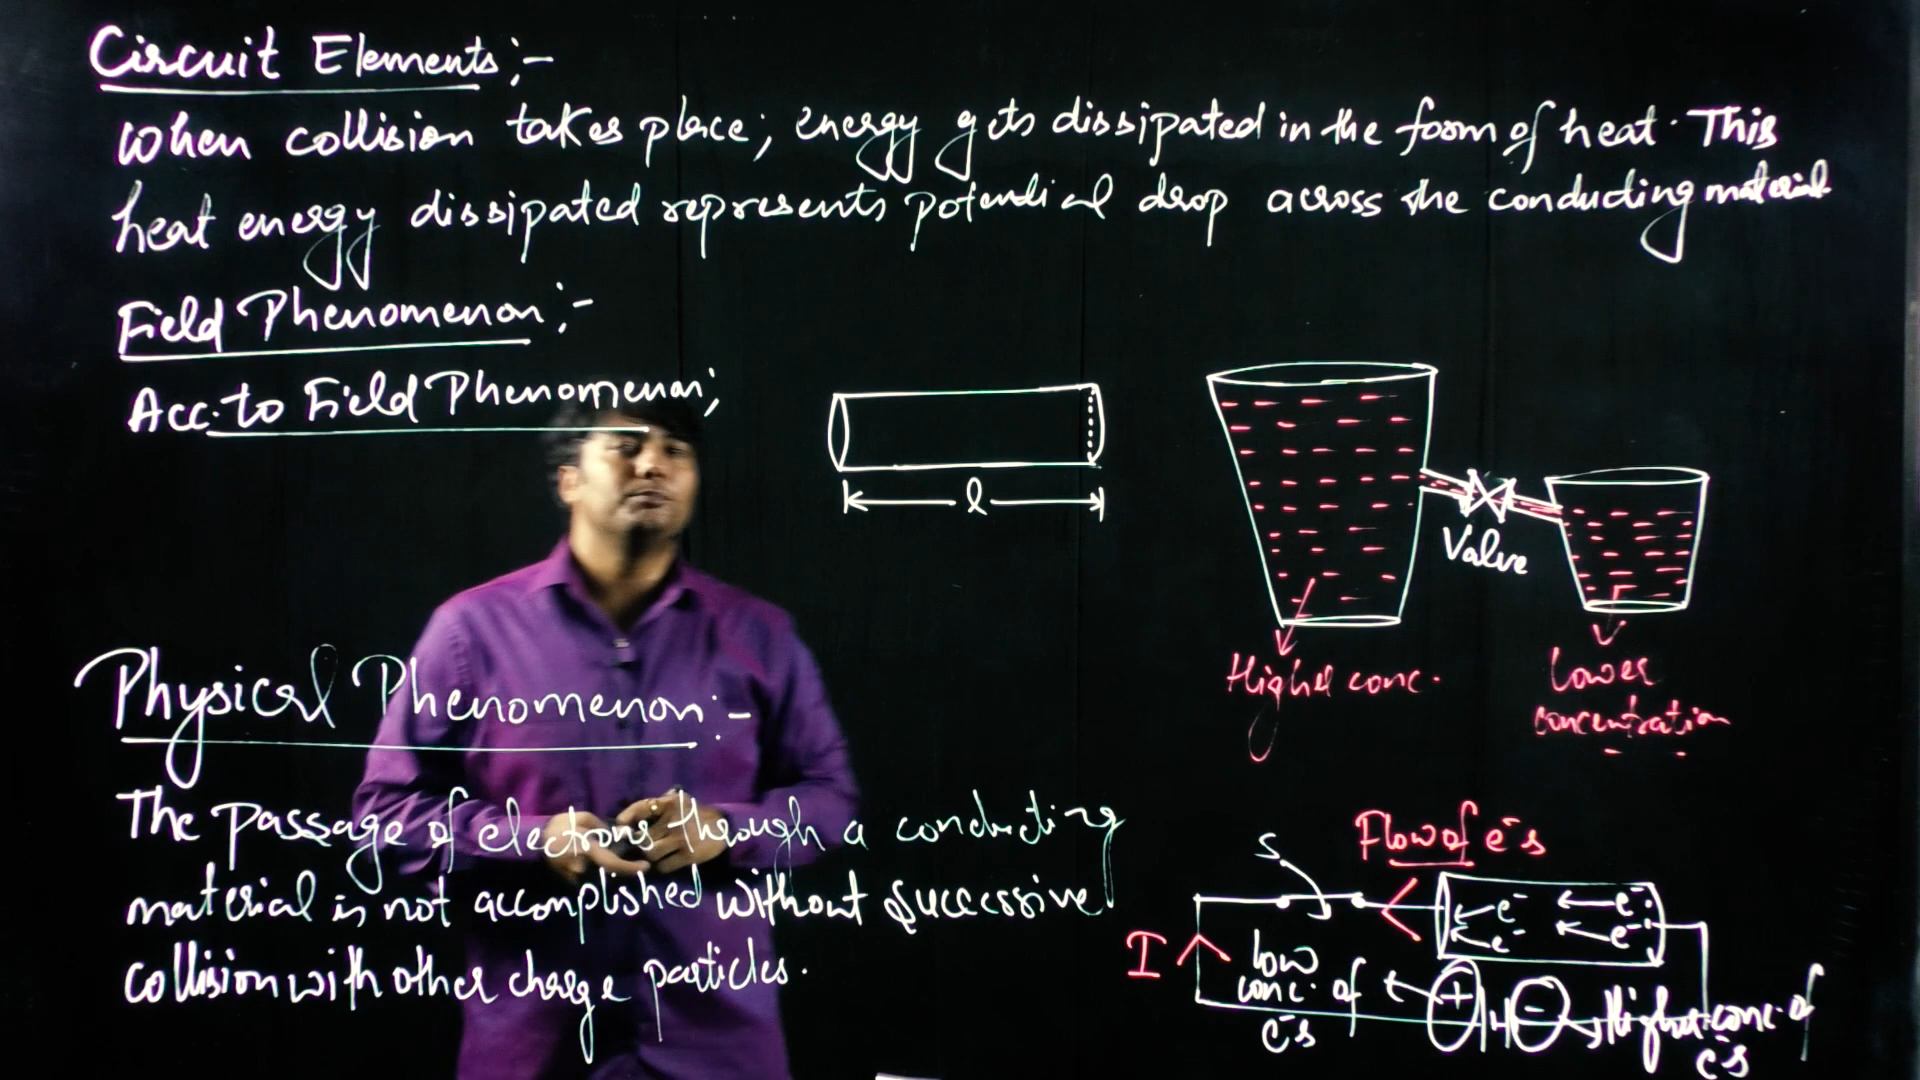 Circuit Elements:-
When collision takes place; energy gets dissipated in the form of heat. This
heat energy dissipated represents potential drop across the conducting material
Field Phenomenon:-
Acc. to Field Phenomenon;
l
Valve
Higher conc.
Lower
concentration
Physical Phenomenon:-
The passage of electrons through a conducting
material is not accomplished without successive
collision with other charge particles.
Flow of e-s
S
e- e-
e- e-
I
Low
conc. of
e-s
+ -
Higher conc. of
e-s